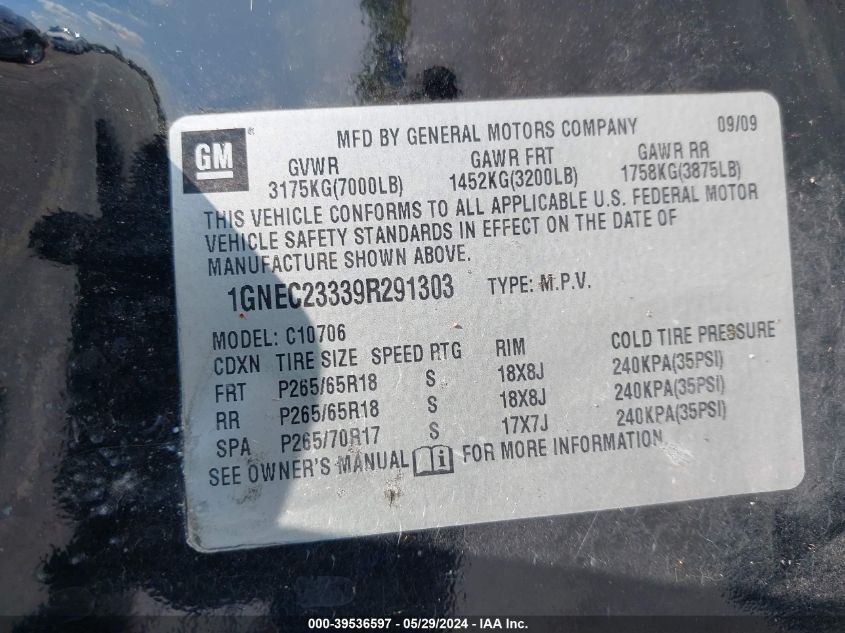 GM ®
MFD BY GENERAL MOTORS COMPANY 09/09
GVWR GAWR FRT GAWR RR
3175KG(7000LB) 1452KG(3200LB) 1758KG(3875LB)
THIS VEHICLE CONFORMS TO ALL APPLICABLE U.S. FEDERAL MOTOR
VEHICLE SAFETY STANDARDS IN EFFECT ON THE DATE OF
MANUFACTURE SHOWN ABOVE.
1GNEC23339R291303 TYPE: M.P.V.
MODEL: C10706
CDXN TIRE SIZE SPEED RTG RIM COLD TIRE PRESSURE
FRT P265/65R18 S 18X8J 240KPA(35PSI)
RR P265/65R18 S 18X8J 240KPA(35PSI)
SPA P265/70R17 S 17X7J 240KPA(35PSI)
SEE OWNER'S MANUAL i FOR MORE INFORMATION
000-39536597 - 05/29/2024 - IAA Inc.